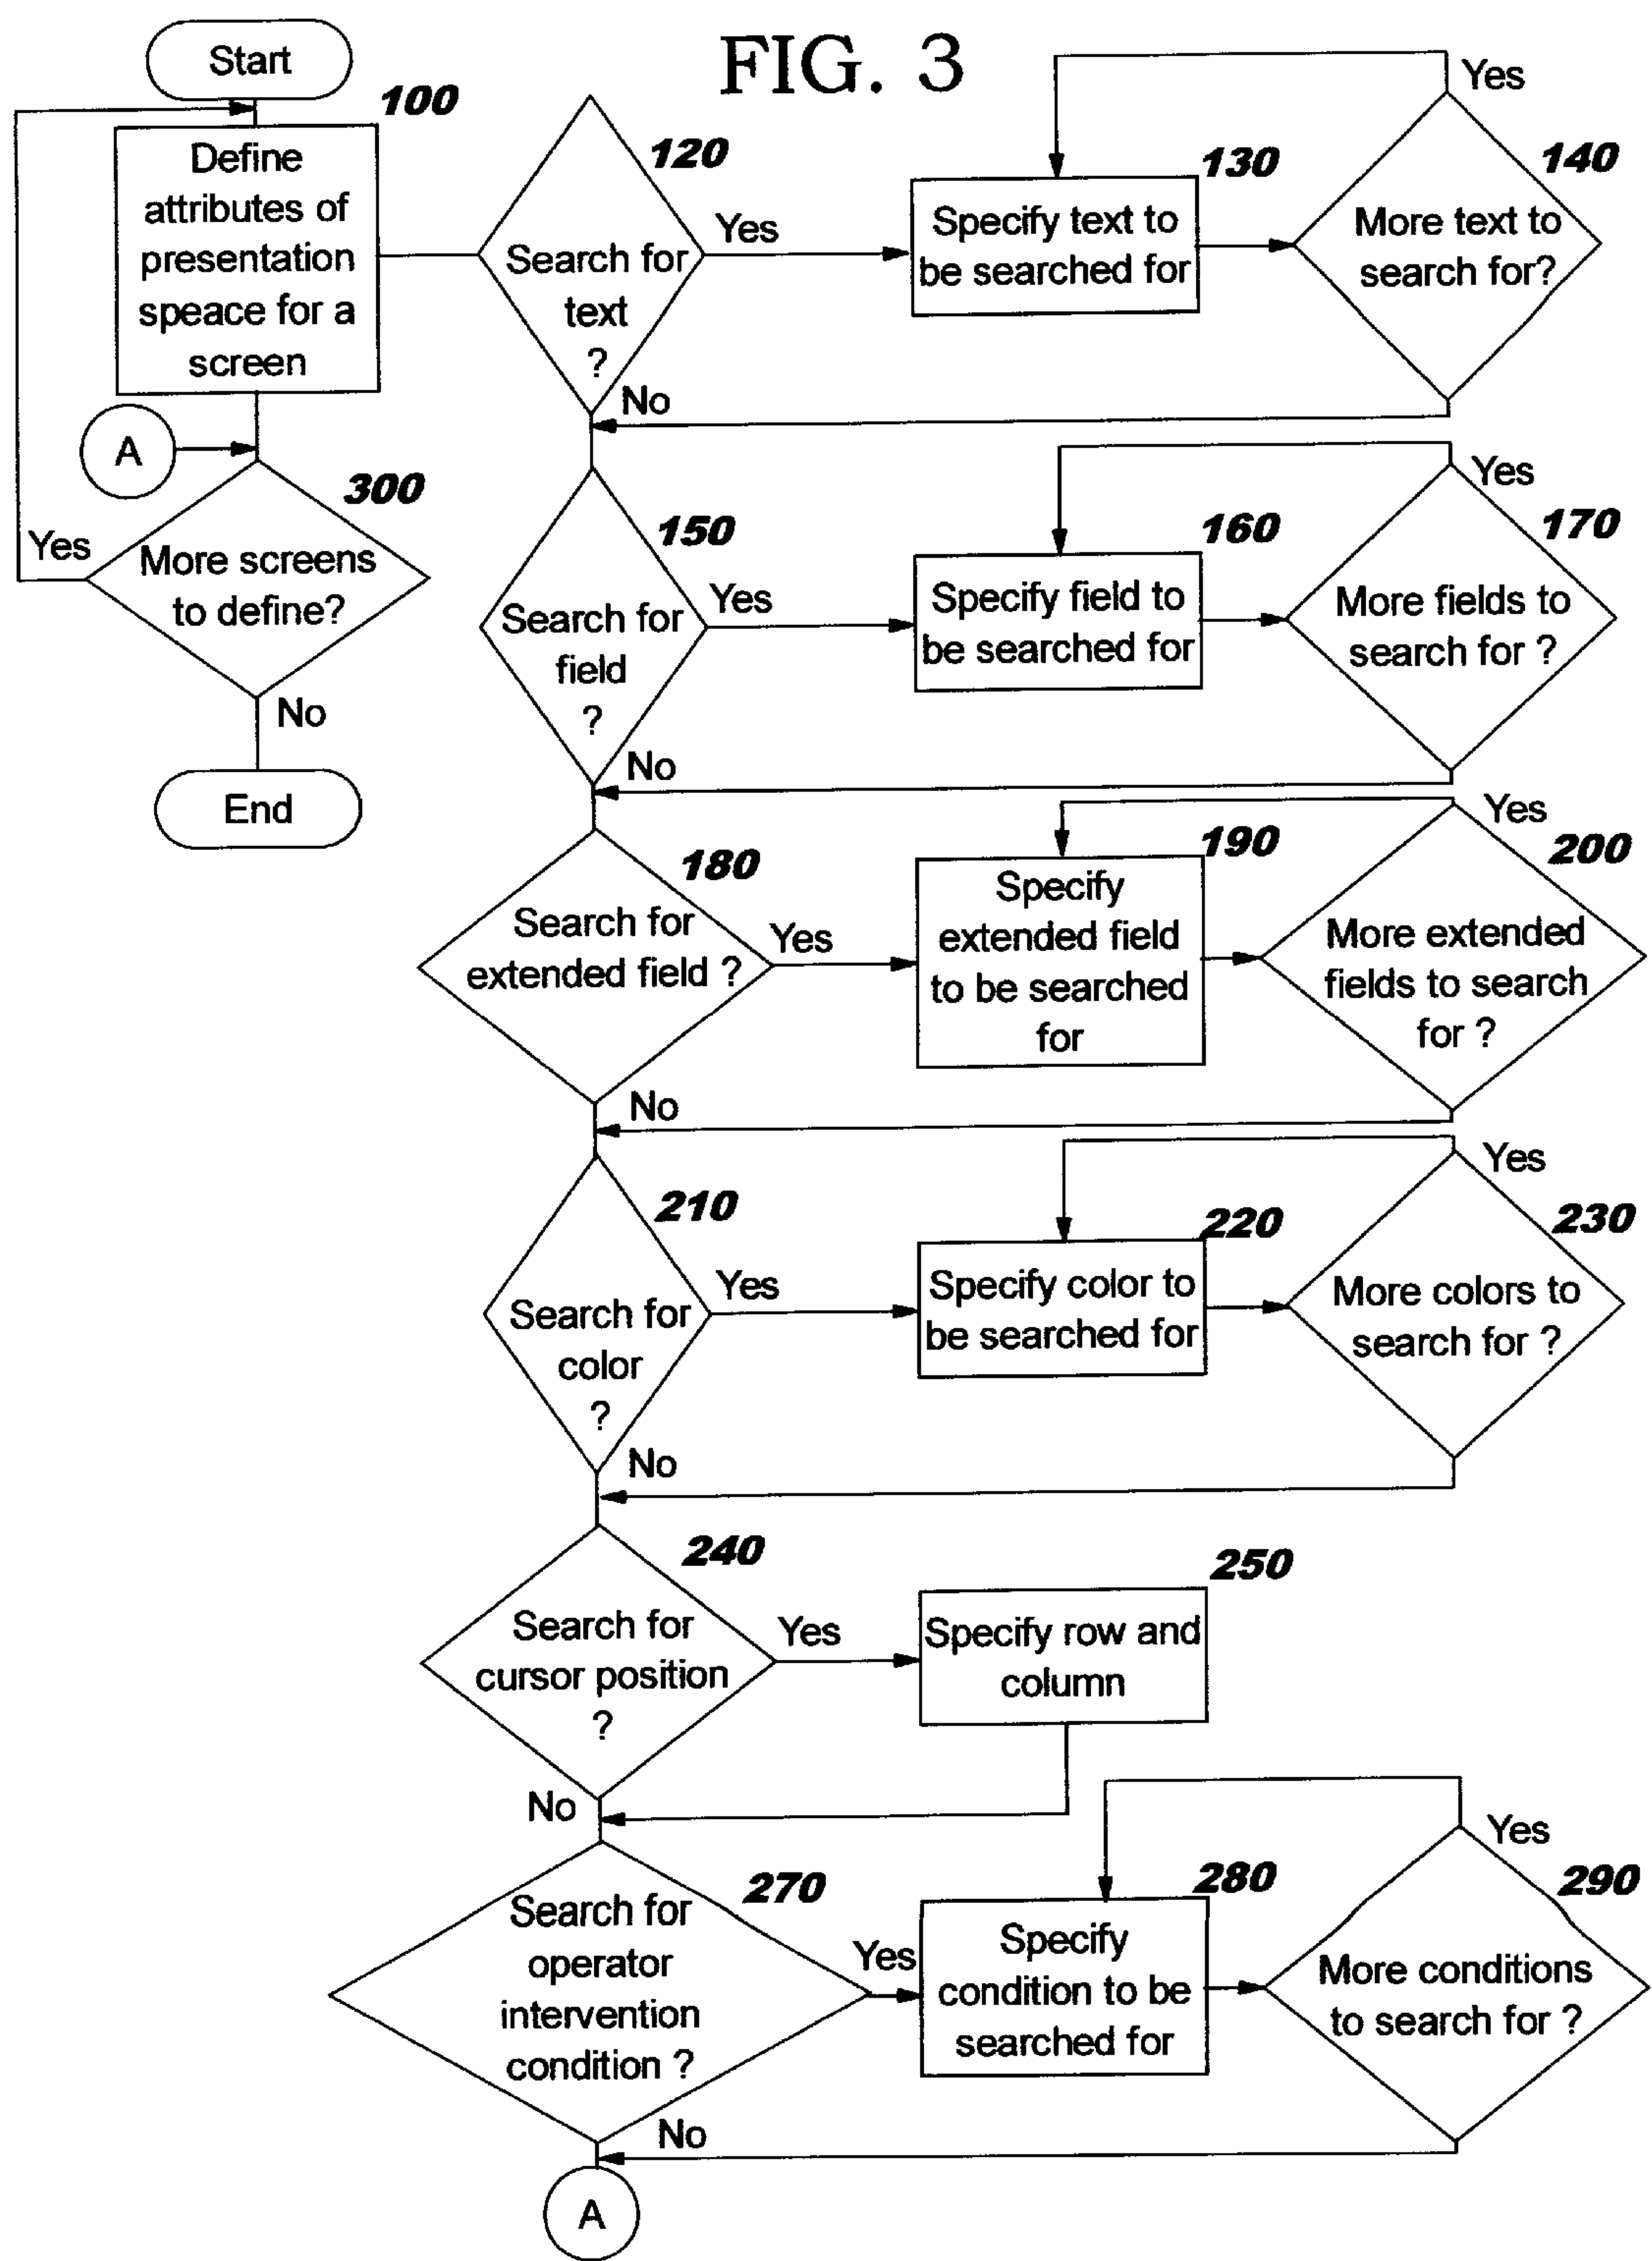 FIG. 3
Start
100
Define
attributes of
presentation
speace for a
screen
A
300
More screens
to define?
Yes
No
End
120
Search for
text
?
Yes
No
130
Specify text to
be searched for
140
More text to
search for?
Yes
150
Search for
field
?
Yes
No
160
Specify field to
be searched for
170
More fields to
search for ?
Yes
180
Search for
extended field ?
Yes
No
190
Specify
extended field
to be searched
for
200
More extended
fields to search
for ?
Yes
210
Search for
color
?
Yes
No
220
Specify color to
be searched for
230
More colors to
search for ?
Yes
240
Search for
cursor position
?
Yes
No
250
Specify row and
column
270
Search for
operator
intervention
condition ?
Yes
No
280
Specify
condition to be
searched for
290
More conditions
to search for ?
Yes
A